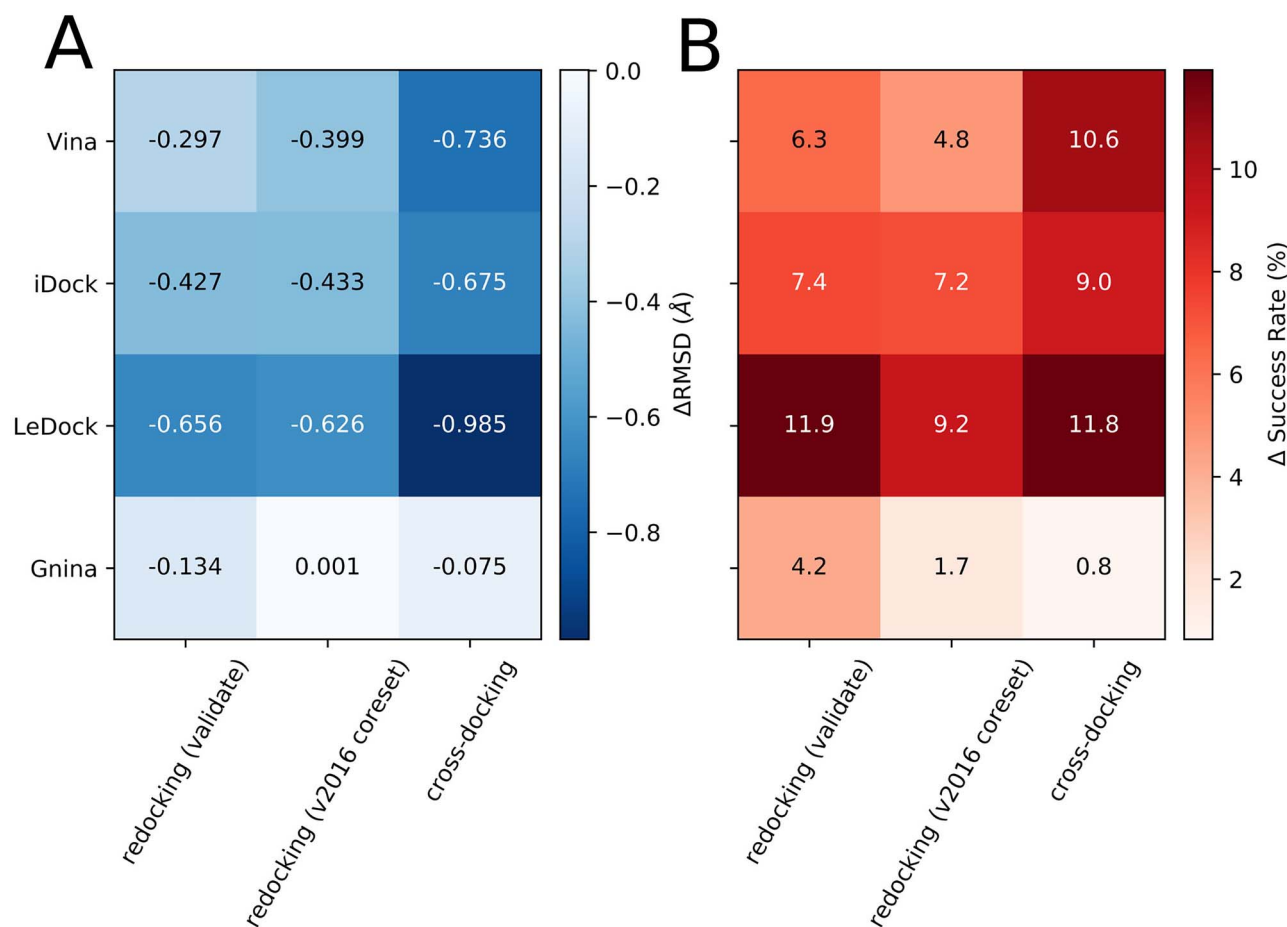 A
B
Vina
-0.297 -0.399 -0.736
iDock
-0.427 -0.433 -0.675
LeDock
-0.656 -0.626 -0.985
Gnina
-0.134 0.001 -0.075
redocking (validate)
redocking (v2016 coreset)
cross-docking
0.0
−0.2
−0.4
−0.6
−0.8
ΔRMSD (Å)
6.3 4.8 10.6
7.4 7.2 9.0
11.9 9.2 11.8
4.2 1.7 0.8
redocking (validate)
redocking (v2016 coreset)
cross-docking
10
8
6
4
2
Δ Success Rate (%)